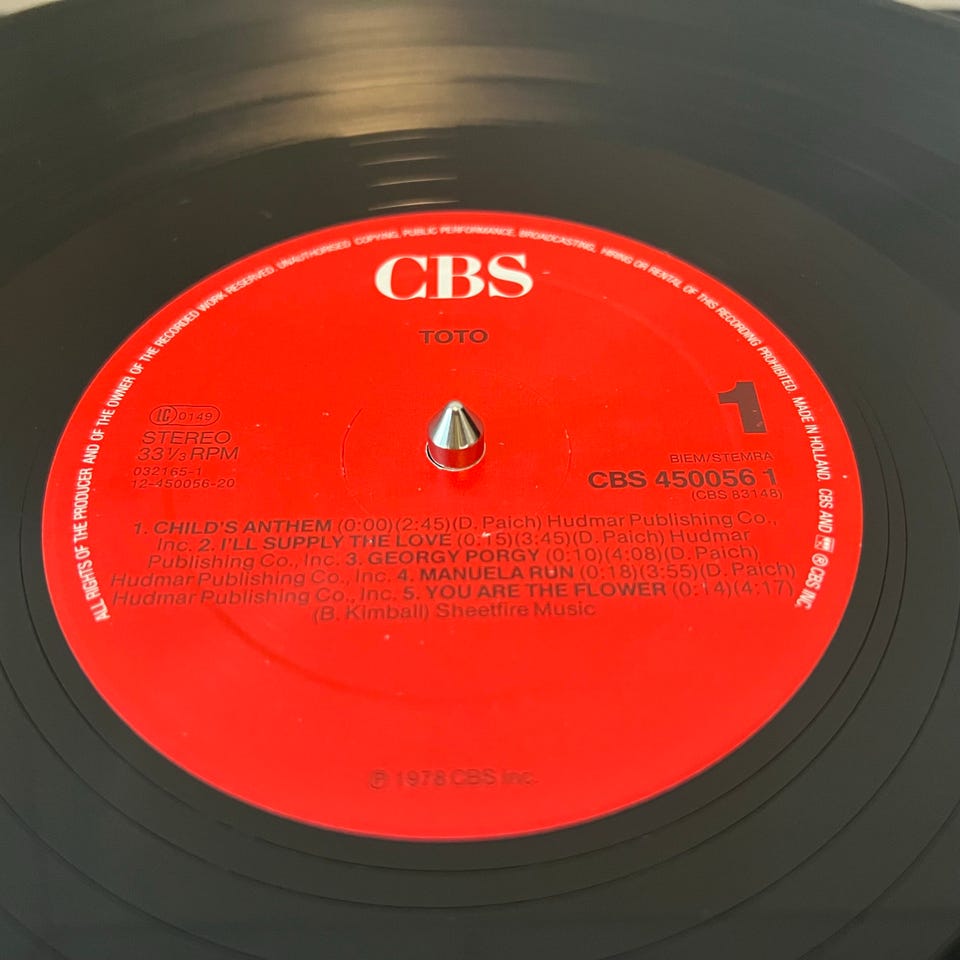 ALL RIGHTS OF THE PRODUCER AND OF THE OWNER OF THE RECORDED WORK RESERVED. UNAUTHORISED COPYING, PUBLIC PERFORMANCE, BROADCASTING, HIRING OR RENTAL OF THIS RECORDING PROHIBITED. MADE IN HOLLAND. CBS AND ℗ CBS INC.
CBS
TOTO
1
LC 0149
STEREO
33⅓ RPM
032165-1
12-450056-20
BIEM/STEMRA
CBS 450056 1
(CBS 83148)
1. CHILD'S ANTHEM (0:00)(2:45)(D. Paich) Hudmar Publishing Co.,
Inc. 2. I'LL SUPPLY THE LOVE (0:15)(3:45)(D. Paich) Hudmar
Publishing Co., Inc. 3. GEORGY PORGY (0:10)(4:08)(D. Paich)
Hudmar Publishing Co., Inc. 4. MANUELA RUN (0:18)(3:55)(D. Paich)
Hudmar Publishing Co., Inc. 5. YOU ARE THE FLOWER (0:14)(4:17)
(B. Kimball) Sheetfire Music
℗ 1978 CBS Inc.